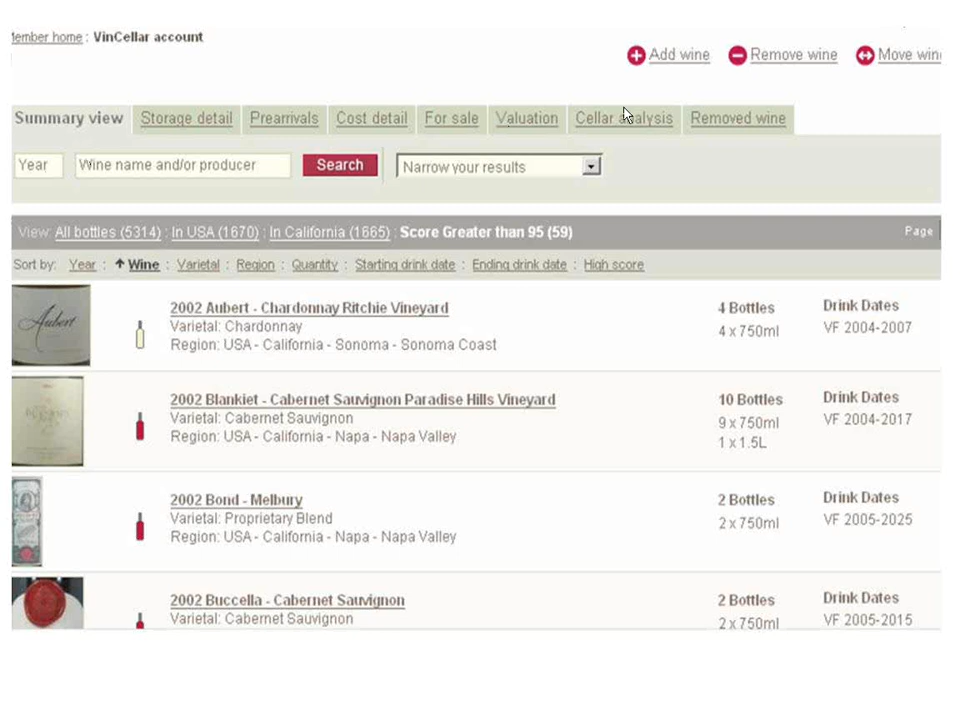 Member home : VinCellar account
Add wine Remove wine Move wine
Summary view Storage detail Prearrivals Cost detail For sale Valuation Cellar analysis Removed wine
Year Wine name and/or producer Search Narrow your results
View: All bottles (5314) : In USA (1670) : In California (1665) : Score Greater than 95 (59) Page
Sort by: Year : Wine : Varietal : Region : Quantity : Starting drink date : Ending drink date : High score
Aubert
2002 Aubert - Chardonnay Ritchie Vineyard 4 Bottles Drink Dates
Varietal: Chardonnay 4 x 750ml VF 2004-2007
Region: USA - California - Sonoma - Sonoma Coast
2002 Blankiet - Cabernet Sauvignon Paradise Hills Vineyard 10 Bottles Drink Dates
Varietal: Cabernet Sauvignon 9 x 750ml VF 2004-2017
Region: USA - California - Napa - Napa Valley 1 x 1.5L
2002 Bond - Melbury 2 Bottles Drink Dates
Varietal: Proprietary Blend 2 x 750ml VF 2005-2025
Region: USA - California - Napa - Napa Valley
2002 Buccella - Cabernet Sauvignon 2 Bottles Drink Dates
Varietal: Cabernet Sauvignon 2 x 750ml VF 2005-2015